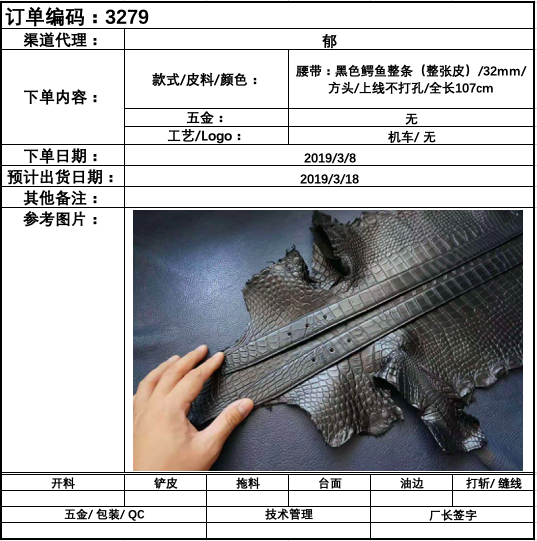 订单编码：3279
渠道代理： 郁
下单内容：
款式/皮料/颜色： 腰带：黑色鳄鱼整条（整张皮）/32mm/
方头/上线不打孔/全长107cm
五金： 无
工艺/Logo： 机车/ 无
下单日期： 2019/3/8
预计出货日期： 2019/3/18
其他备注：
参考图片：
开料 铲皮 拖料 台面 油边 打斩/ 缝线
五金/ 包装/ QC 技术管理 厂长签字